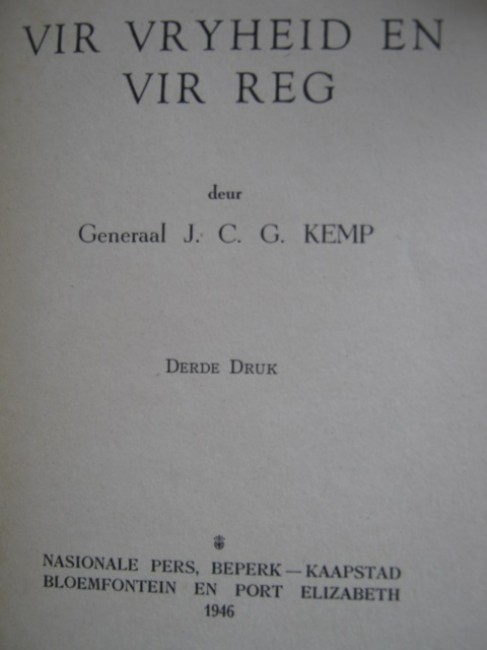 VIR VRYHEID EN
VIR REG
deur
Generaal J. C. G. KEMP
DERDE DRUK
NASIONALE PERS, BEPERK — KAAPSTAD
BLOEMFONTEIN EN PORT ELIZABETH
1946